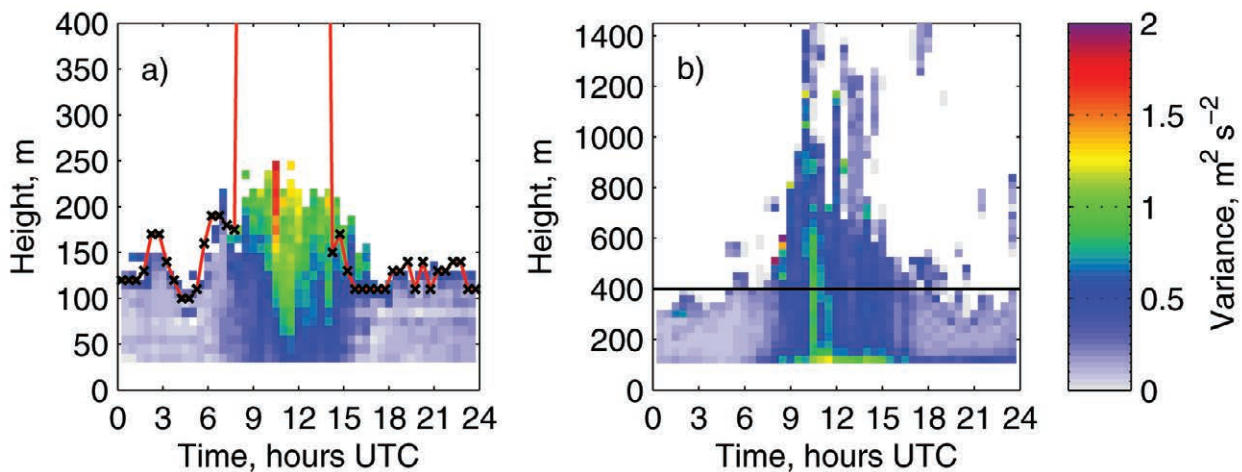 a)
Height, m
400
350
300
250
200
150
100
50
0
0 3 6 9 12 15 18 21 24
Time, hours UTC
b)
Height, m
1400
1200
1000
800
600
400
200
0
0 3 6 9 12 15 18 21 24
Time, hours UTC
2
1.5
1
0.5
0
Variance, m² s⁻²